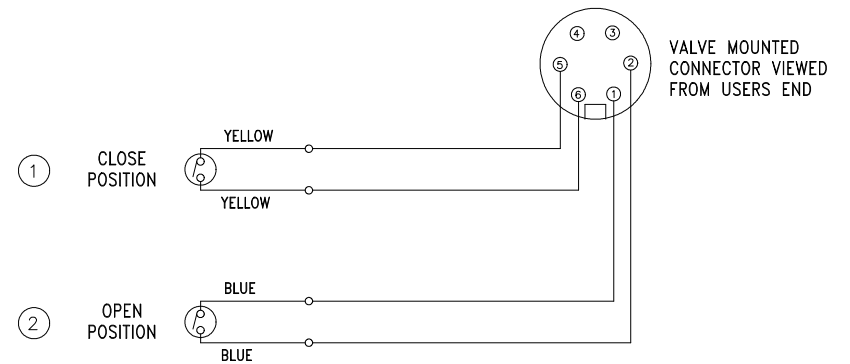 4 3
5 2
6 1
VALVE MOUNTED
CONNECTOR VIEWED
FROM USERS END
YELLOW
1 CLOSE
POSITION
YELLOW
BLUE
2 OPEN
POSITION
BLUE